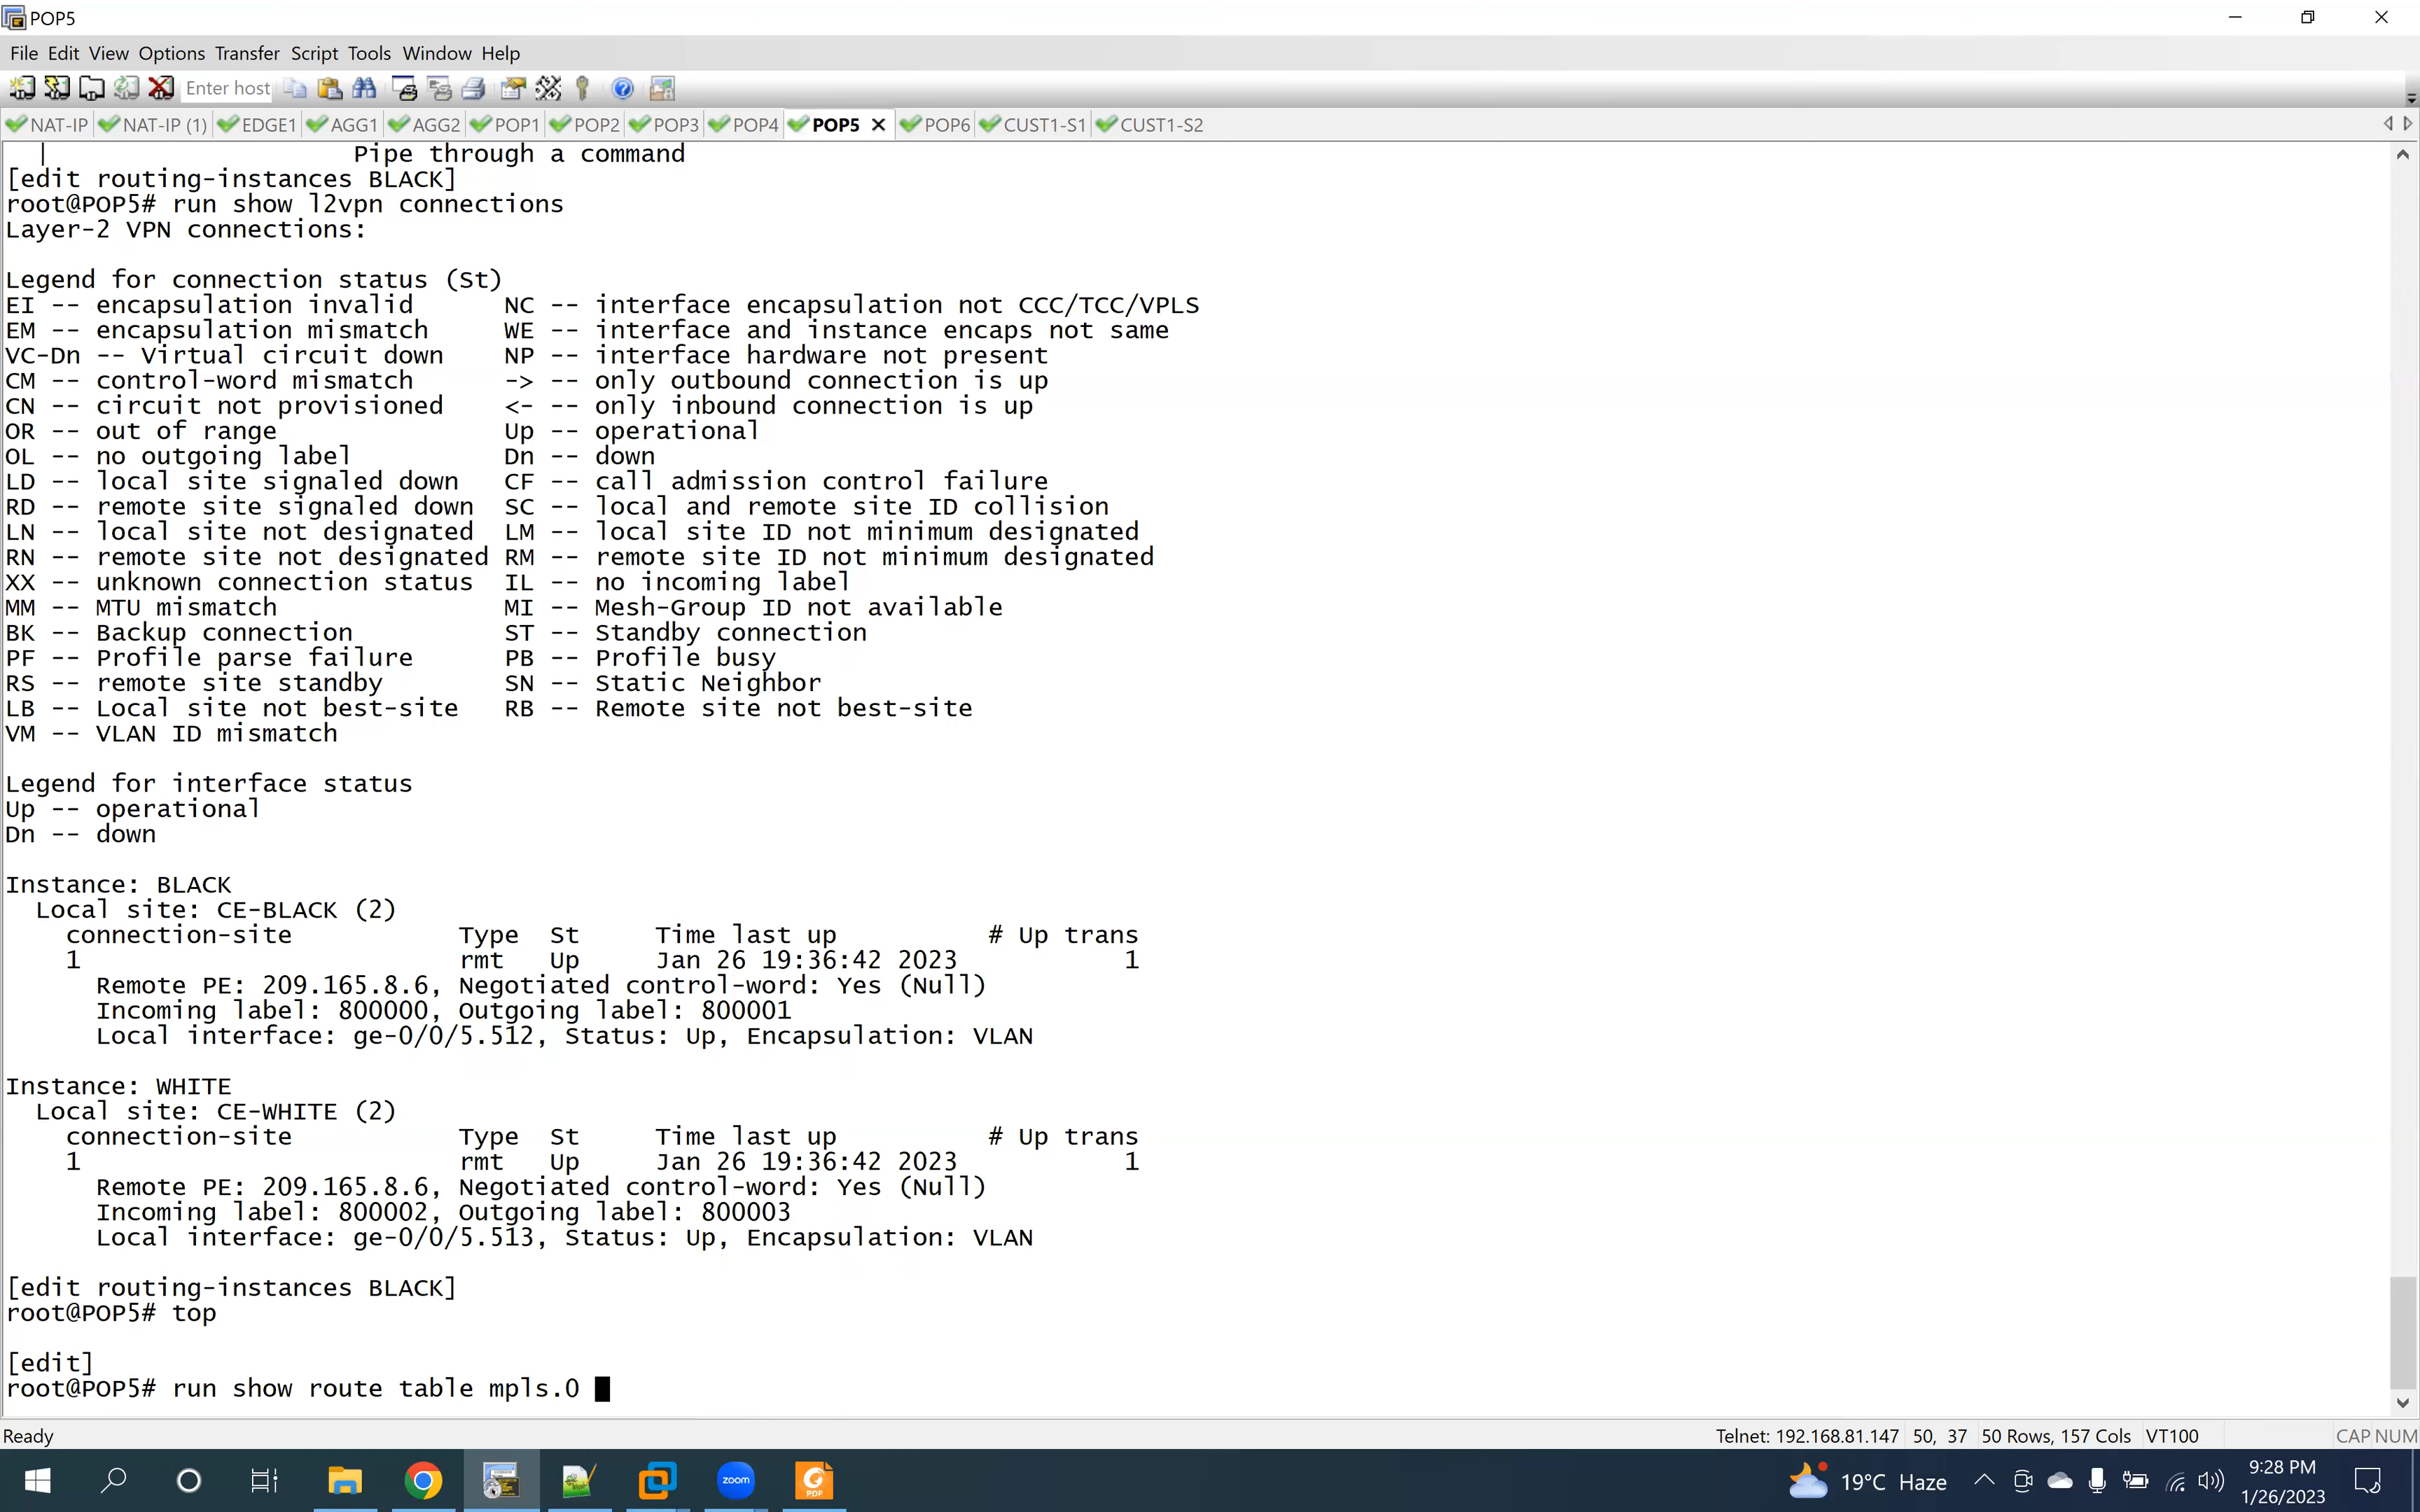 POP5
File Edit View Options Transfer Script Tools Window Help
Enter host
NAT-IP NAT-IP (1) EDGE1 AGG1 AGG2 POP1 POP2 POP3 POP4 POP5 POP6 CUST1-S1 CUST1-S2
| Pipe through a command
[edit routing-instances BLACK]
root@POP5# run show l2vpn connections
Layer-2 VPN connections:
Legend for connection status (St)
EI -- encapsulation invalid NC -- interface encapsulation not CCC/TCC/VPLS
EM -- encapsulation mismatch WE -- interface and instance encaps not same
VC-Dn -- Virtual circuit down NP -- interface hardware not present
CM -- control-word mismatch -> -- only outbound connection is up
CN -- circuit not provisioned <- -- only inbound connection is up
OR -- out of range Up -- operational
OL -- no outgoing label Dn -- down
LD -- local site signaled down CF -- call admission control failure
RD -- remote site signaled down SC -- local and remote site ID collision
LN -- local site not designated LM -- local site ID not minimum designated
RN -- remote site not designated RM -- remote site ID not minimum designated
XX -- unknown connection status IL -- no incoming label
MM -- MTU mismatch MI -- Mesh-Group ID not available
BK -- Backup connection ST -- Standby connection
PF -- Profile parse failure PB -- Profile busy
RS -- remote site standby SN -- Static Neighbor
LB -- Local site not best-site RB -- Remote site not best-site
VM -- VLAN ID mismatch
Legend for interface status
Up -- operational
Dn -- down
Instance: BLACK
Local site: CE-BLACK (2)
connection-site Type St Time last up # Up trans
1 rmt Up Jan 26 19:36:42 2023 1
Remote PE: 209.165.8.6, Negotiated control-word: Yes (Null)
Incoming label: 800000, Outgoing label: 800001
Local interface: ge-0/0/5.512, Status: Up, Encapsulation: VLAN
Instance: WHITE
Local site: CE-WHITE (2)
connection-site Type St Time last up # Up trans
1 rmt Up Jan 26 19:36:42 2023 1
Remote PE: 209.165.8.6, Negotiated control-word: Yes (Null)
Incoming label: 800002, Outgoing label: 800003
Local interface: ge-0/0/5.513, Status: Up, Encapsulation: VLAN
[edit routing-instances BLACK]
root@POP5# top
[edit]
root@POP5# run show route table mpls.0
Ready Telnet: 192.168.81.147 50, 37 50 Rows, 157 Cols VT100 CAP NUM
zoom PDF 19°C Haze 9:28 PM
1/26/2023